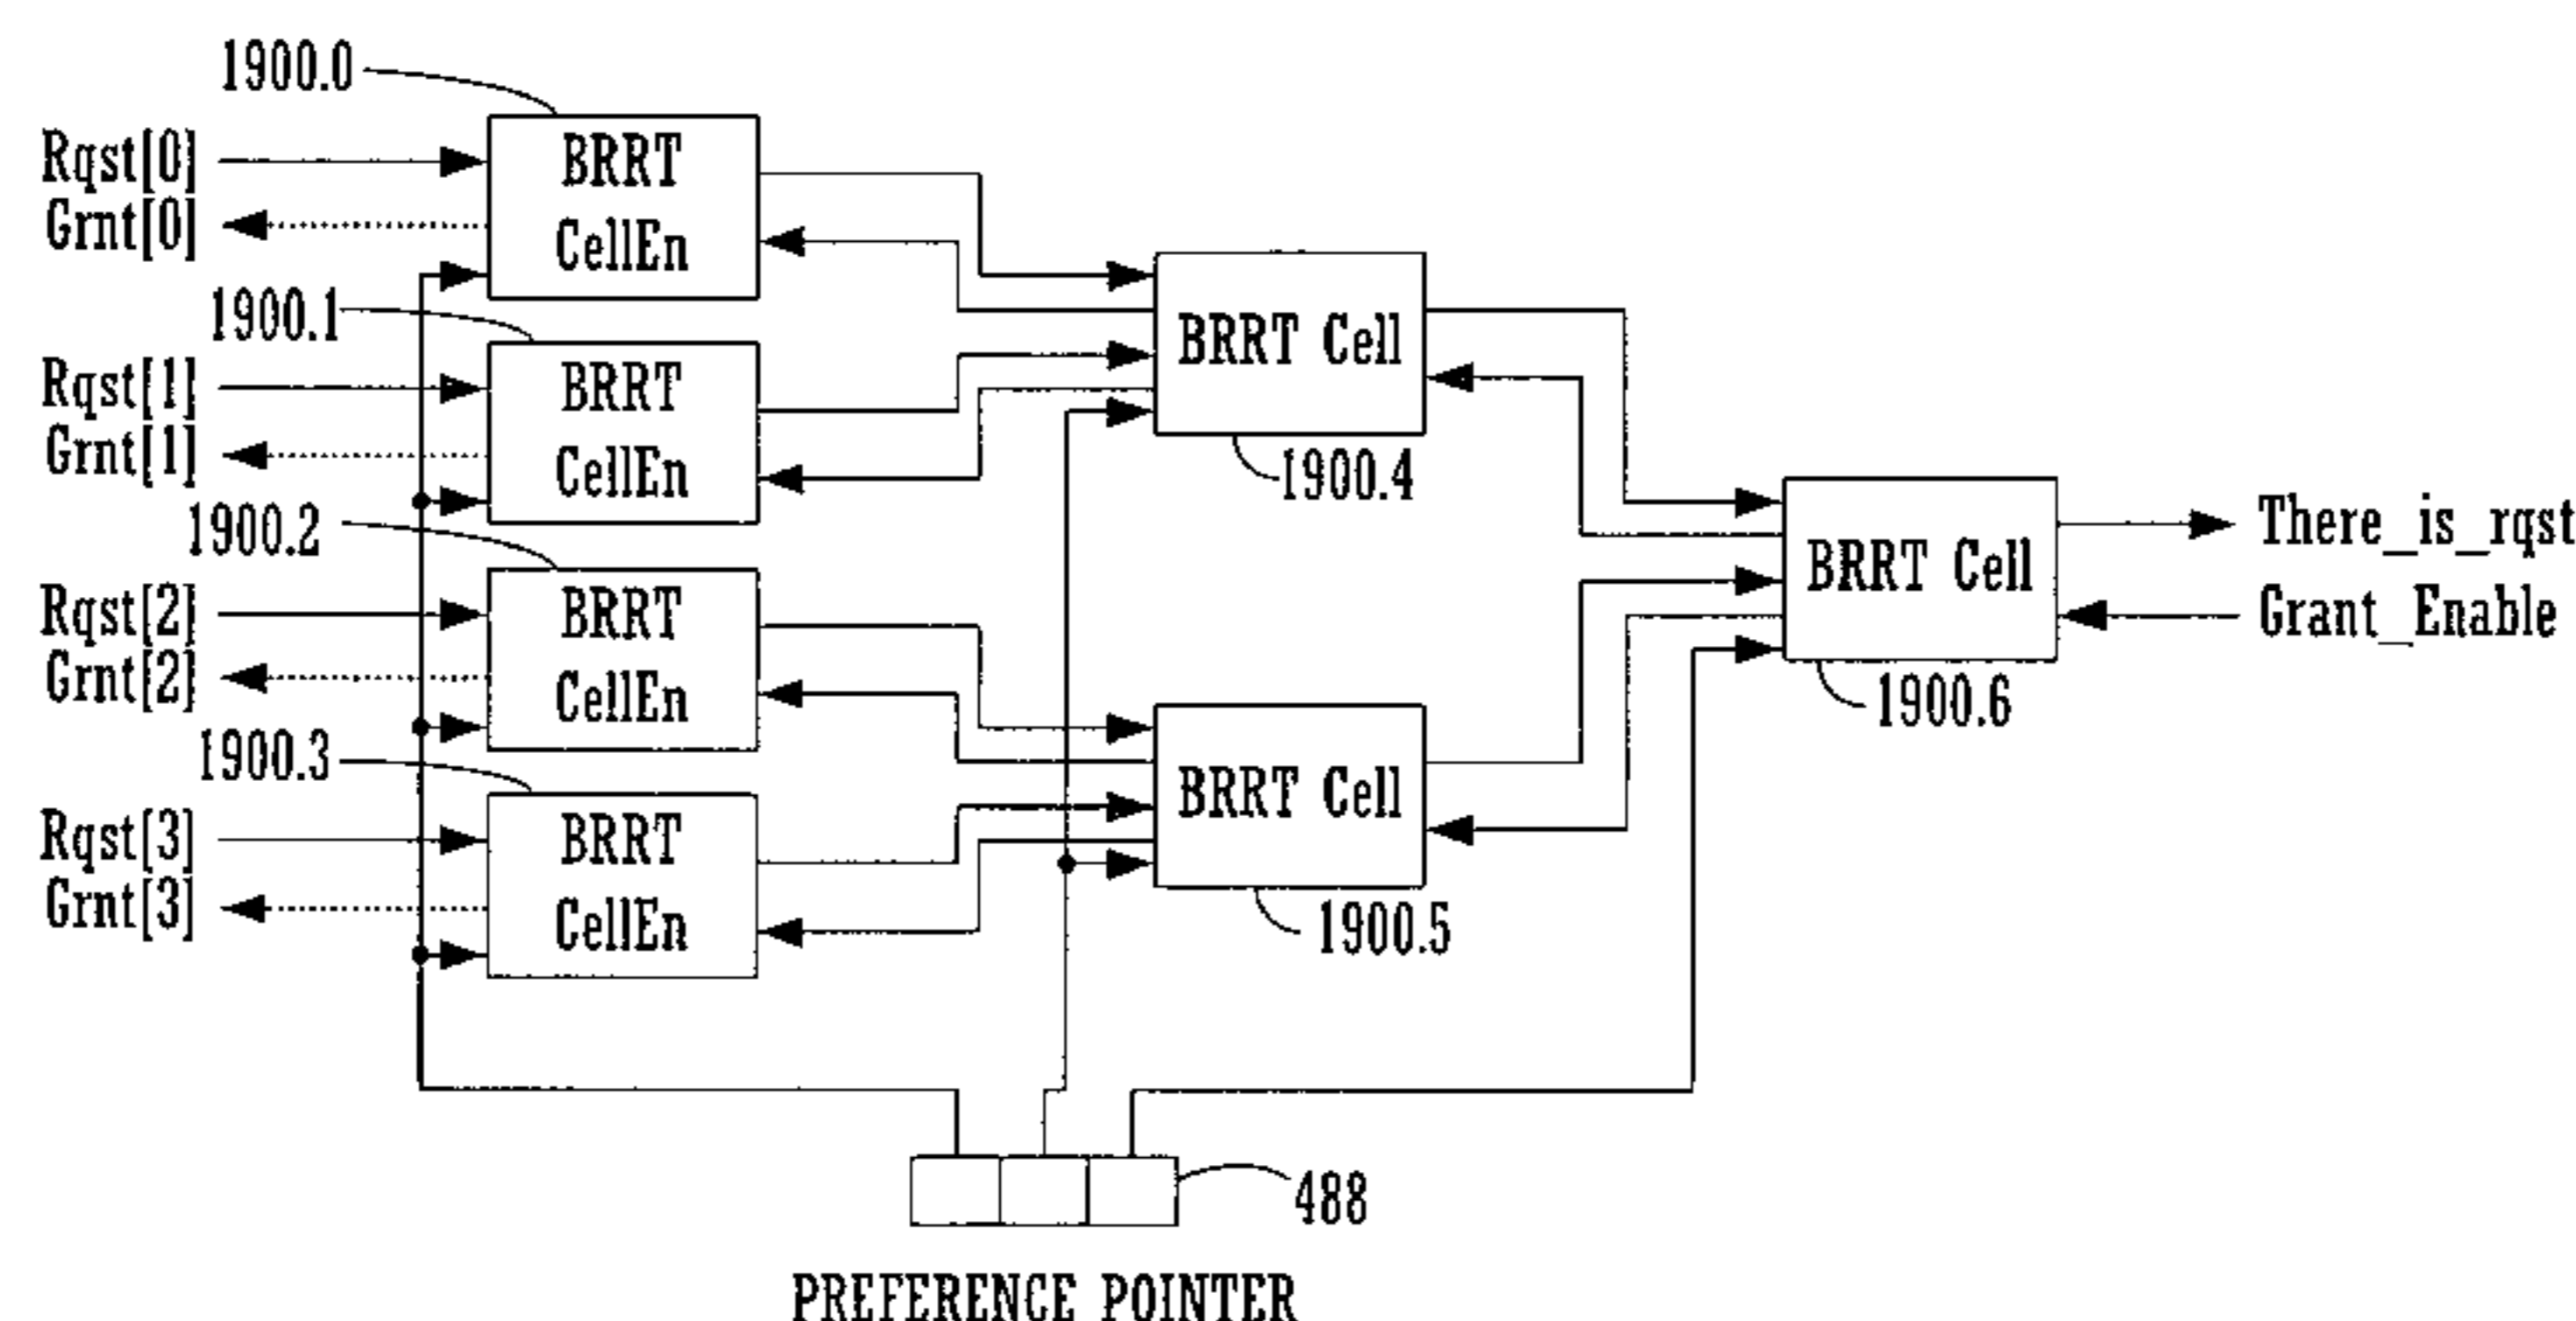 1900.0
Rqst[0]
Grnt[0]
BRRT
CellEn
1900.1
Rqst[1]
Grnt[1]
BRRT
CellEn
1900.2
Rqst[2]
Grnt[2]
BRRT
CellEn
1900.3
Rqst[3]
Grnt[3]
BRRT
CellEn
BRRT Cell
1900.4
BRRT Cell
1900.5
BRRT Cell
1900.6
There_is_rqst
Grant_Enable
488
PREFERENCE POINTER